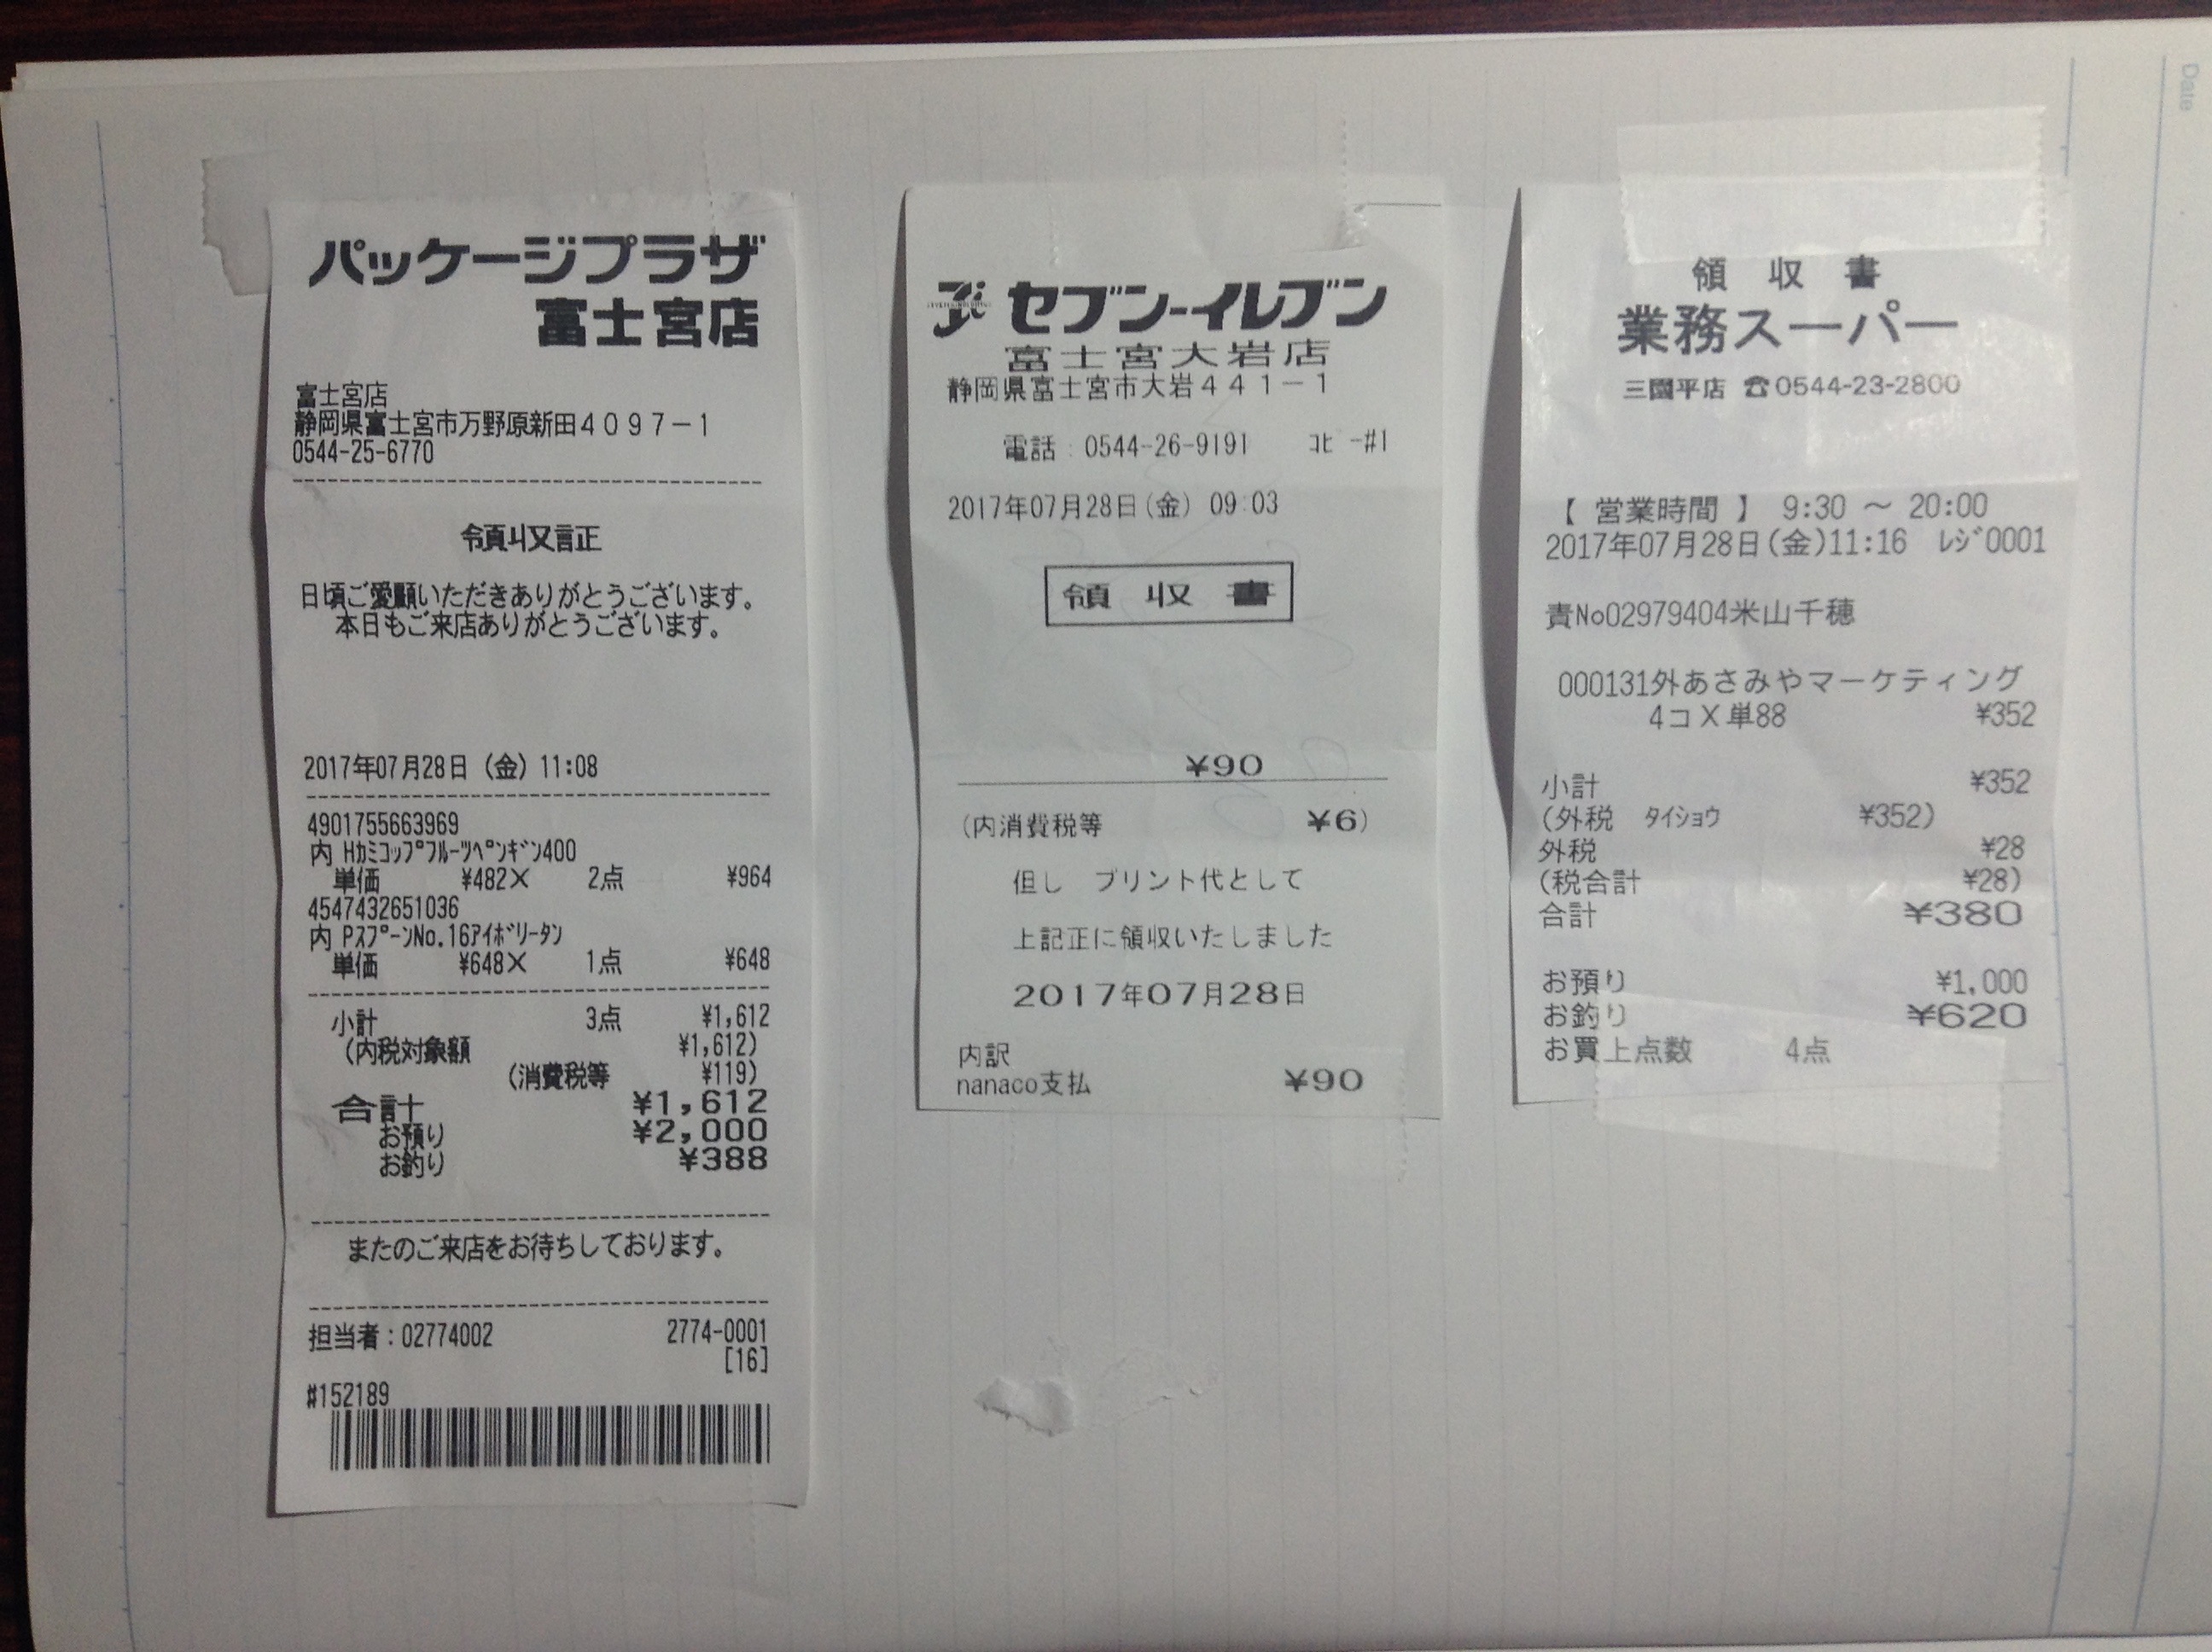 パッケージプラザ
富士宮店
富士宮店
静岡県富士宮市万野原新田4097-1
0544-25-6770
領収証
日頃ご愛顧いただきありがとうございます。
本日もご来店ありがとうございます。
2017年07月28日 (金) 11:08
4901755663969
内 Hカミコップフルーツペンギン400
単価 ¥482× 2点 ¥964
4547432651036
内 PスプーンNo.16アイボリータン
単価 ¥648× 1点 ¥648
小計 3点 ¥1,612
(内税対象額 ¥1,612)
(消費税等 ¥119)
合計 ¥1,612
お預り ¥2,000
お釣り ¥388
またのご来店をお待ちしております。
担当者:02774002 2774-0001
[16]
#152189
セブン-イレブン
富士宮大岩店
静岡県富士宮市大岩441-1
電話:0544-26-9191 コピー#1
2017年07月28日(金) 09:03
領収書
¥90
(内消費税等 ¥6)
但し プリント代として
上記正に領収いたしました
2017年07月28日
内訳
nanaco支払 ¥90
領収書
業務スーパー
三園平店 ☎0544-23-2800
【 営業時間 】 9:30 ~ 20:00
2017年07月28日(金)11:16 レジ0001
責No02979404米山千穂
000131外あさみやマーケティング
4コX単88 ¥352
小計 ¥352
(外税 タイショウ ¥352)
外税 ¥28
(税合計 ¥28)
合計 ¥380
お預り ¥1,000
お釣り ¥620
お買上点数 4点
Date